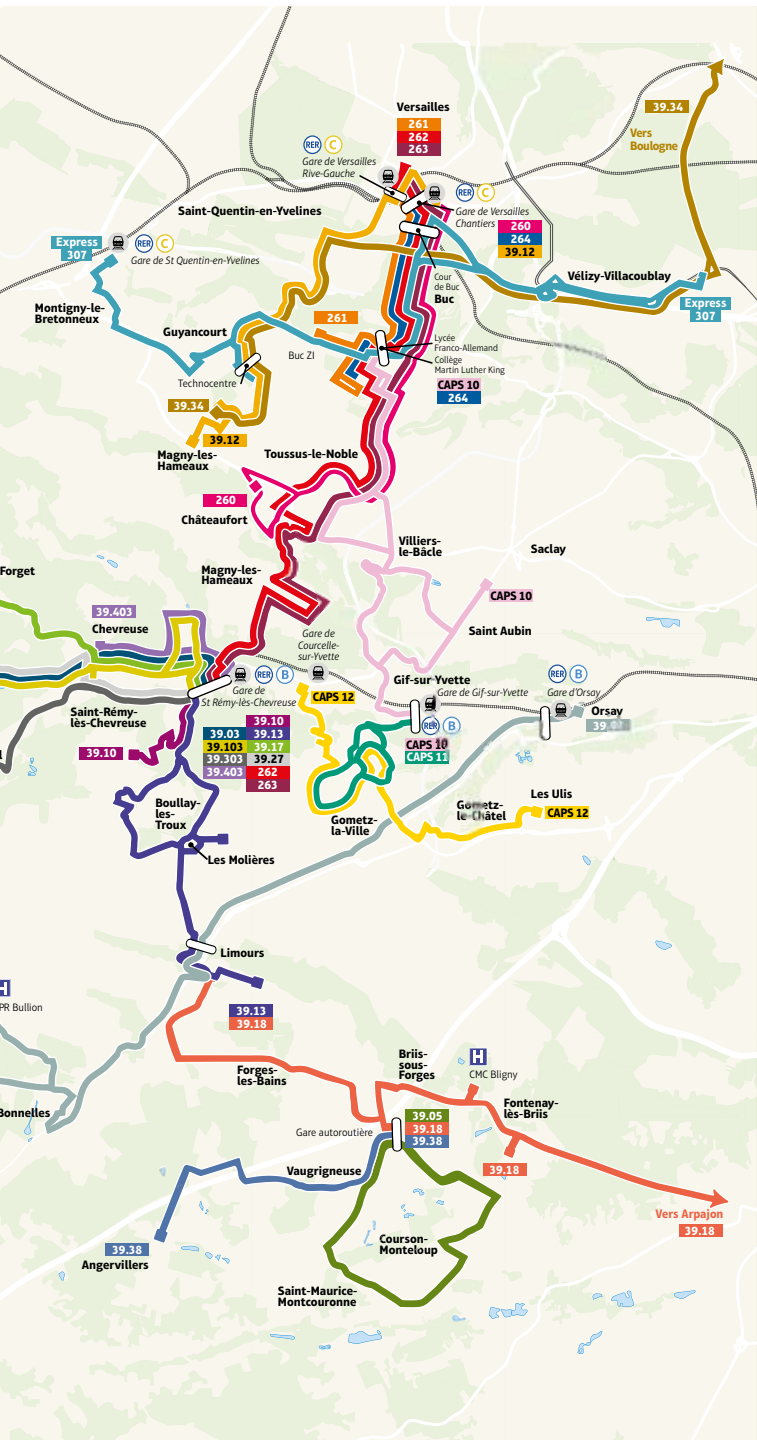 Versailles
261
262
263
39.34
Vers
Boulogne
RER C
Gare de Versailles
Rive-Gauche
RER C
Gare de Versailles
Chantiers
260
264
39.12
Saint-Quentin-en-Yvelines
Express
307
RER C
Gare de St Quentin-en-Yvelines
Cour
de Buc
Buc
Vélizy-Villacoublay
Express
307
Montigny-le-
Bretonneux
Guyancourt
261
Buc ZI
Lycée
Franco-Allemand
Collège
Martin Luther King
CAPS 10
264
Technocentre
39.34
39.12
Magny-les-
Hameaux
Toussus-le-Noble
260
Châteaufort
Villiers-
le-Bâcle
Saclay
Magny-les-
Hameaux
Forget
CAPS 10
39.403
Chevreuse
Saint Aubin
Gare de
Courcelle-
sur-Yvette
RER B
Gare de
St Rémy-lès-Chevreuse
CAPS 12
Gif-sur Yvette
Gare de Gif-sur-Yvette
RER B
RER B
Gare d'Orsay
Orsay
Saint-Rémy-
lès-Chevreuse
39.10
39.10
39.03 39.13
39.103 39.17
39.303 39.27
39.403 262
263
CAPS 10
CAPS 11
Boullay-
les-
Troux
Les Molières
Gometz-
la-Ville
Gometz-
le-Châtel
Les Ulis
CAPS 12
Limours
39.13
39.18
H
PR Bullion
Forges-
les-Bains
Briis-
sous-
Forges
H
CMC Bligny
Bonnelles
Fontenay-
lès-Briis
39.05
39.18
39.38
Gare autoroutière
39.18
Vaugrigneuse
Vers Arpajon
39.18
39.38
Angervillers
Courson-
Monteloup
Saint-Maurice-
Montcouronne